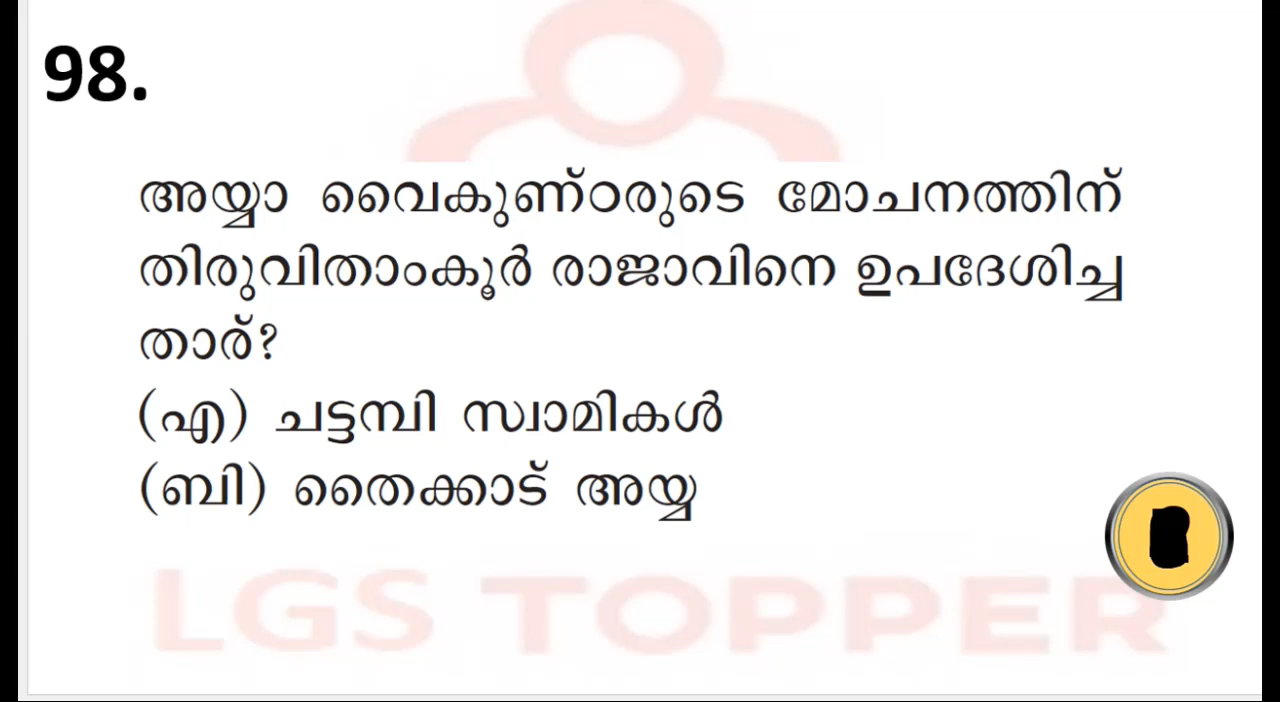 98.
അയ്യാ വൈകുണ്ഠരുടെ മോചനത്തിന്
തിരുവിതാംകൂർ രാജാവിനെ ഉപദേശിച്ച
താര്?
(എ) ചട്ടമ്പി സ്വാമികൾ
(ബി) തൈക്കാട് അയ്യ
LGS TOPPER